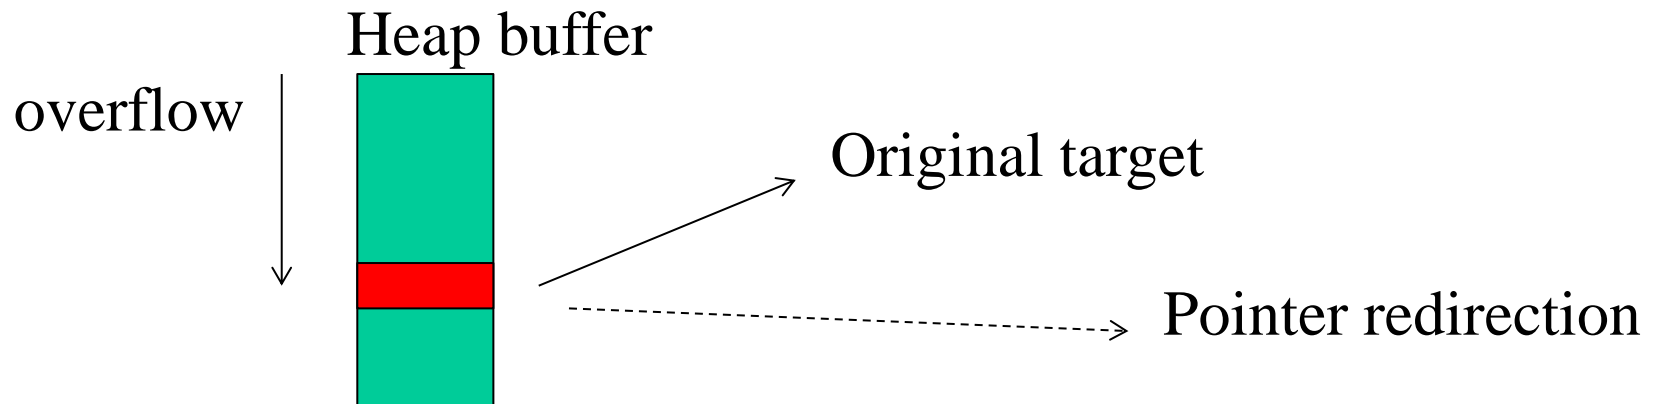 Heap buffer
overflow
Original target
Pointer redirection